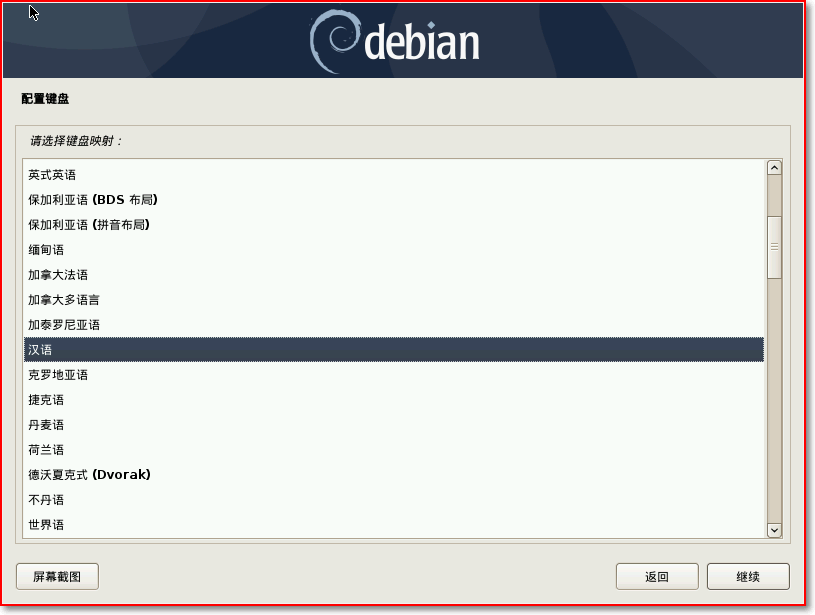 debian
配置键盘
请选择键盘映射：
英式英语
保加利亚语 (BDS 布局)
保加利亚语 (拼音布局)
缅甸语
加拿大法语
加拿大多语言
加泰罗尼亚语
汉语
克罗地亚语
捷克语
丹麦语
荷兰语
德沃夏克式 (Dvorak)
不丹语
世界语
屏幕截图
返回
继续